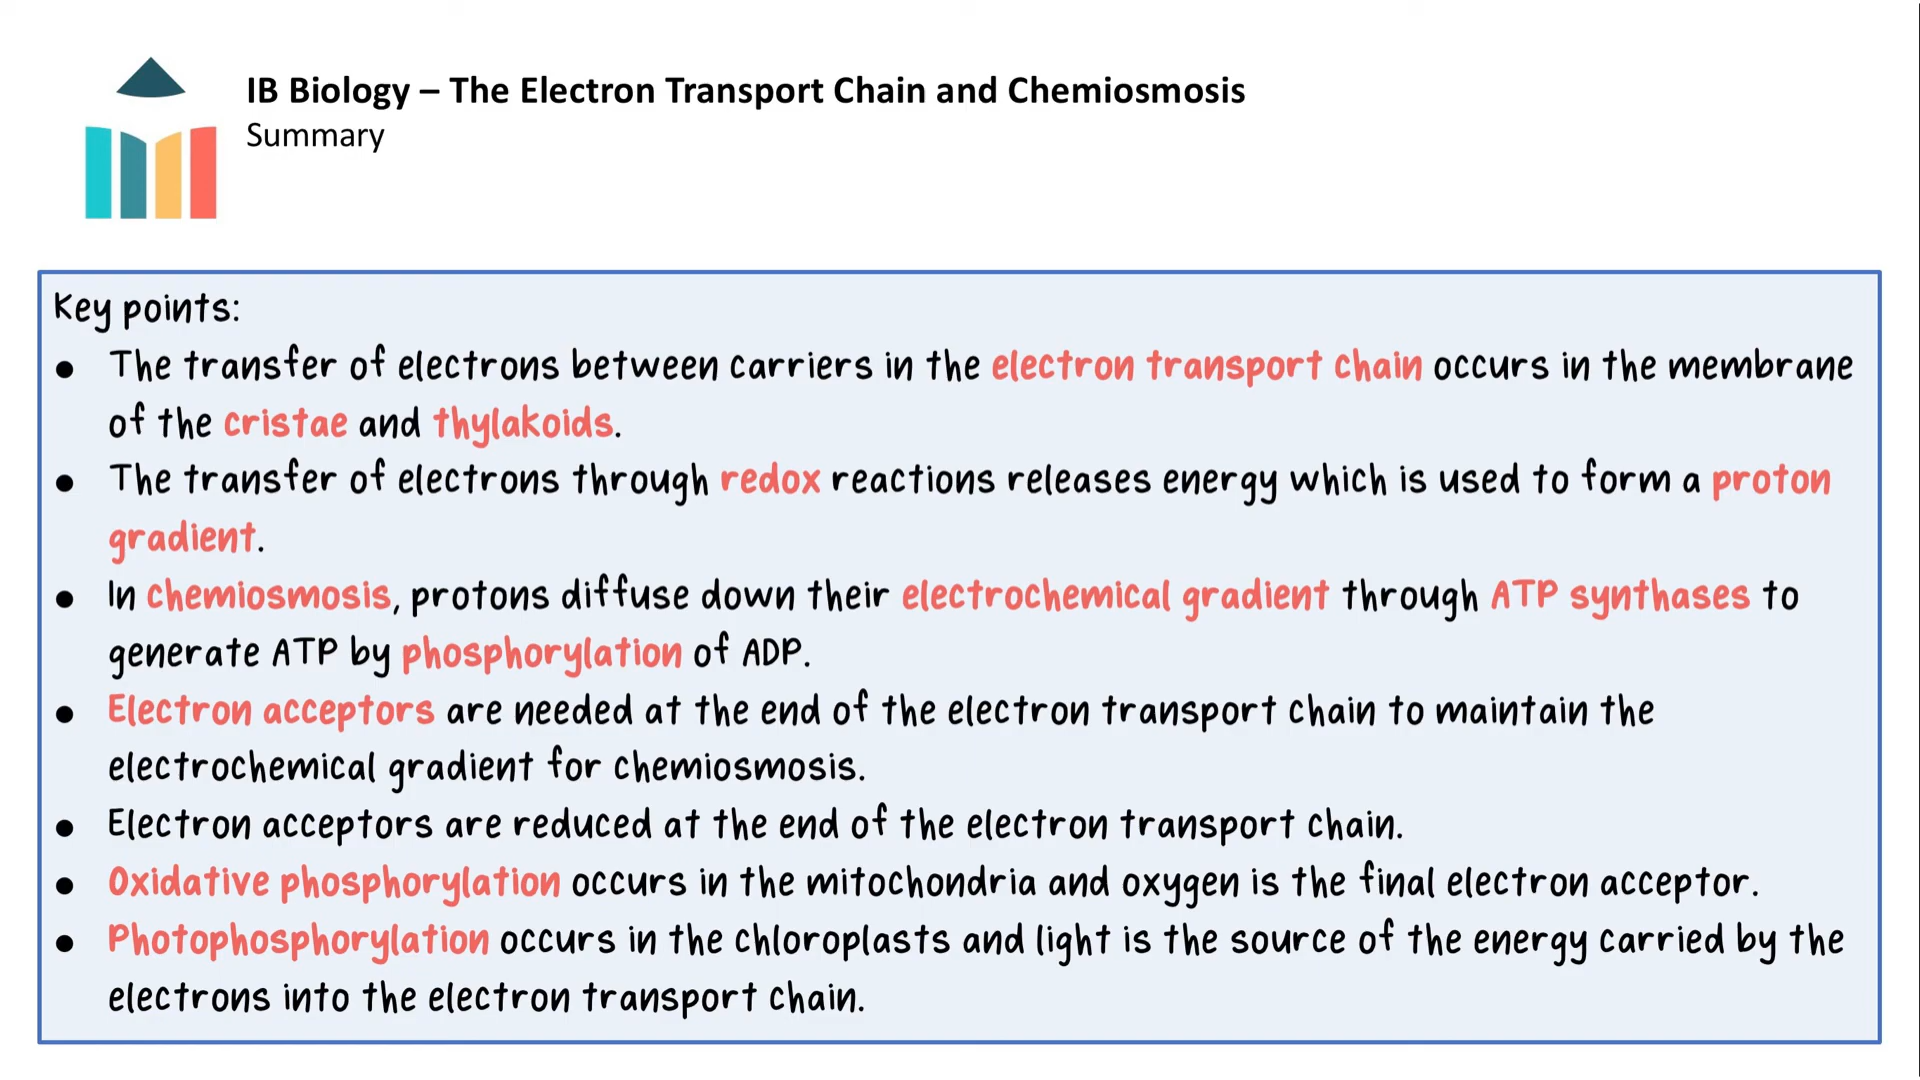 IB Biology – The Electron Transport Chain and Chemiosmosis
Summary
Key points:
● The transfer of electrons between carriers in the electron transport chain occurs in the membrane
of the cristae and thylakoids.
● The transfer of electrons through redox reactions releases energy which is used to form a proton
gradient.
● In chemiosmosis, protons diffuse down their electrochemical gradient through ATP synthases to
generate ATP by phosphorylation of ADP.
● Electron acceptors are needed at the end of the electron transport chain to maintain the
electrochemical gradient for chemiosmosis.
● Electron acceptors are reduced at the end of the electron transport chain.
● Oxidative phosphorylation occurs in the mitochondria and oxygen is the final electron acceptor.
● Photophosphorylation occurs in the chloroplasts and light is the source of the energy carried by the
electrons into the electron transport chain.